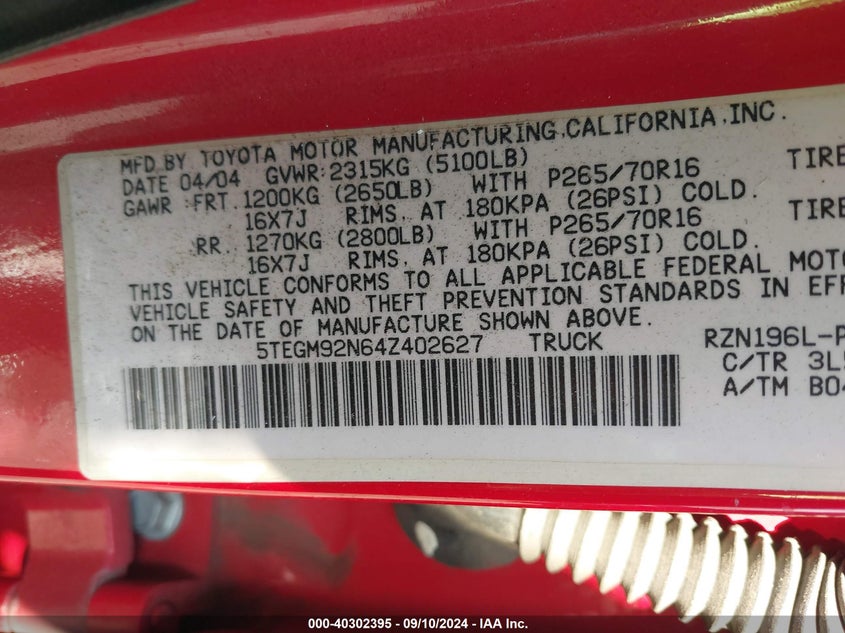 MFD.BY TOYOTA MOTOR MANUFACTURING,CALIFORNIA,INC.
DATE 04/04 GVWR:2315KG (5100LB)
GAWR :FRT.1200KG (2650LB) WITH P265/70R16 TIRE
16X7J RIMS, AT 180KPA (26PSI) COLD.
RR. 1270KG (2800LB) WITH P265/70R16 TIRE
16X7J RIMS, AT 180KPA (26PSI) COLD.
THIS VEHICLE CONFORMS TO ALL APPLICABLE FEDERAL MOTO
VEHICLE SAFETY AND THEFT PREVENTION STANDARDS IN EFF
ON THE DATE OF MANUFACTURE SHOWN ABOVE.
5TEGM92N64Z402627 TRUCK RZN196L-P
C/TR 3L5
A/TM B04
000-40302395 - 09/10/2024 - IAA Inc.